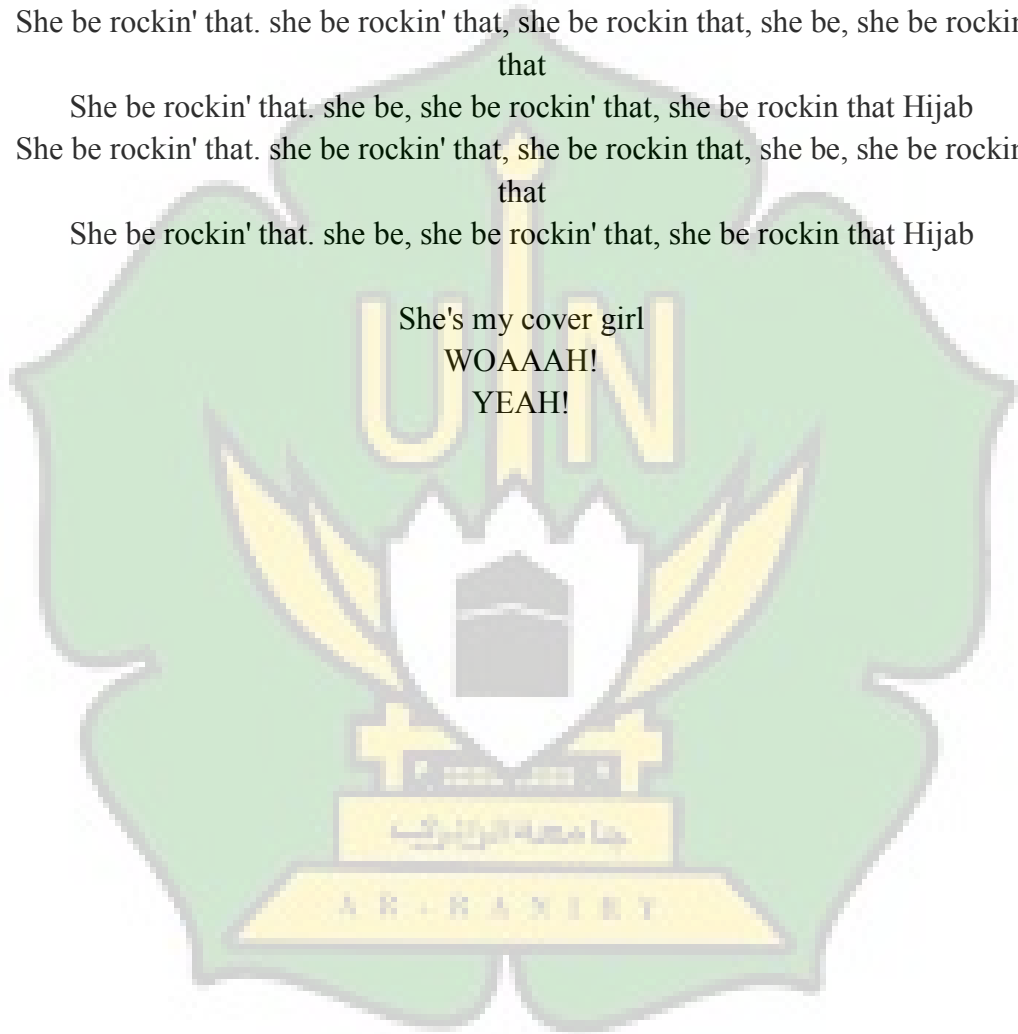 She be rockin' that. she be rockin' that, she be rockin that, she be, she be rockin
that
She be rockin' that. she be, she be rockin' that, she be rockin that Hijab
She be rockin' that. she be rockin' that, she be rockin that, she be, she be rockin
that
She be rockin' that. she be, she be rockin' that, she be rockin that Hijab
She's my cover girl
WOAAAH!
YEAH!
UIN
جامعة الرانيري
AR-RANIRY